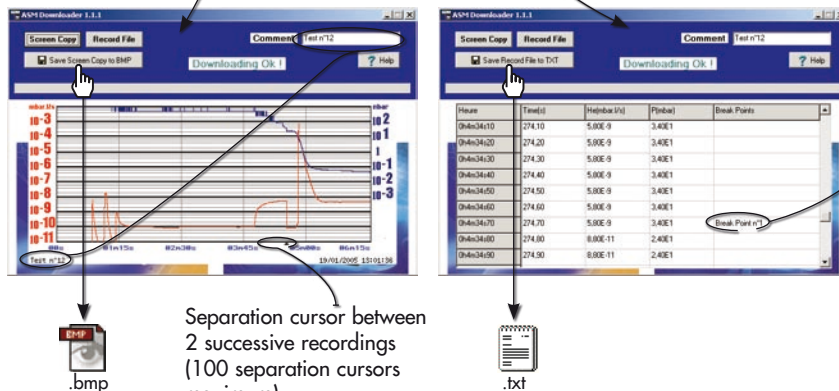 ASM Downloader 1.1.1
Screen Copy Record File Comment Test n°12
Save Screen Copy to BMP Downloading Ok ! ? Help
mbar.l/s mbar
10-3
10-4
10-5
10-6
10-7
10-8
10-9
10-10
10-11
10 2
10 1
1
10-1
10-2
10-3
00s 01m15s 02m30s 03m45s 05m00s 06m15s
Test n°12 19/01/2005 13:01:36
BMP
.bmp
Separation cursor between
2 successive recordings
(100 separation cursors
maximum)
ASM Downloader 1.1.1
Screen Copy Record File Comment Test n°12
Save Record File to TXT Downloading Ok ! ? Help
Heure Time(s) He(mbar.l/s) P(mbar) Break Points
0h4m34s10 274,10 5,80E-9 3,40E1
0h4m34s20 274,20 5,80E-9 3,40E1
0h4m34s30 274,30 5,80E-9 3,40E1
0h4m34s40 274,40 5,80E-9 3,40E1
0h4m34s50 274,50 5,80E-9 3,40E1
0h4m34s60 274,60 5,80E-9 3,40E1
0h4m34s70 274,70 5,80E-9 3,40E1 Break Point n°1
0h4m34s80 274,80 8,80E-11 2,40E1
0h4m34s90 274,90 8,80E-11 2,40E1
.txt